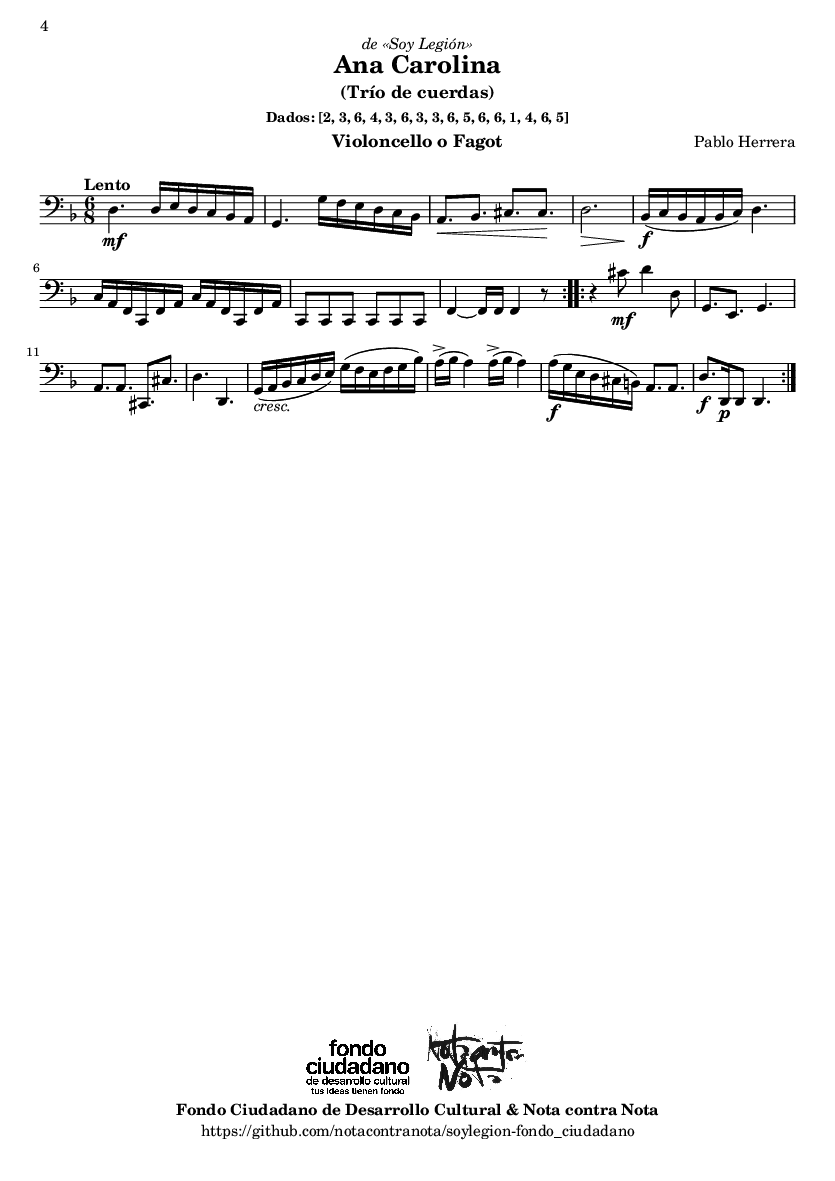 4
de «Soy Legión»
Ana Carolina
(Trío de cuerdas)
Dados: [2, 3, 6, 4, 3, 6, 3, 3, 6, 5, 6, 6, 1, 4, 6, 5]
Violoncello o Fagot
Pablo Herrera
Lento
6
8
mf
f
6
mf
11
cresc.
f
f
p
fondo
ciudadano
de desarrollo cultural
tus ideas tienen fondo
Nota contra
Nota
Fondo Ciudadano de Desarrollo Cultural & Nota contra Nota
https://github.com/notacontranota/soylegion-fondo_ciudadano